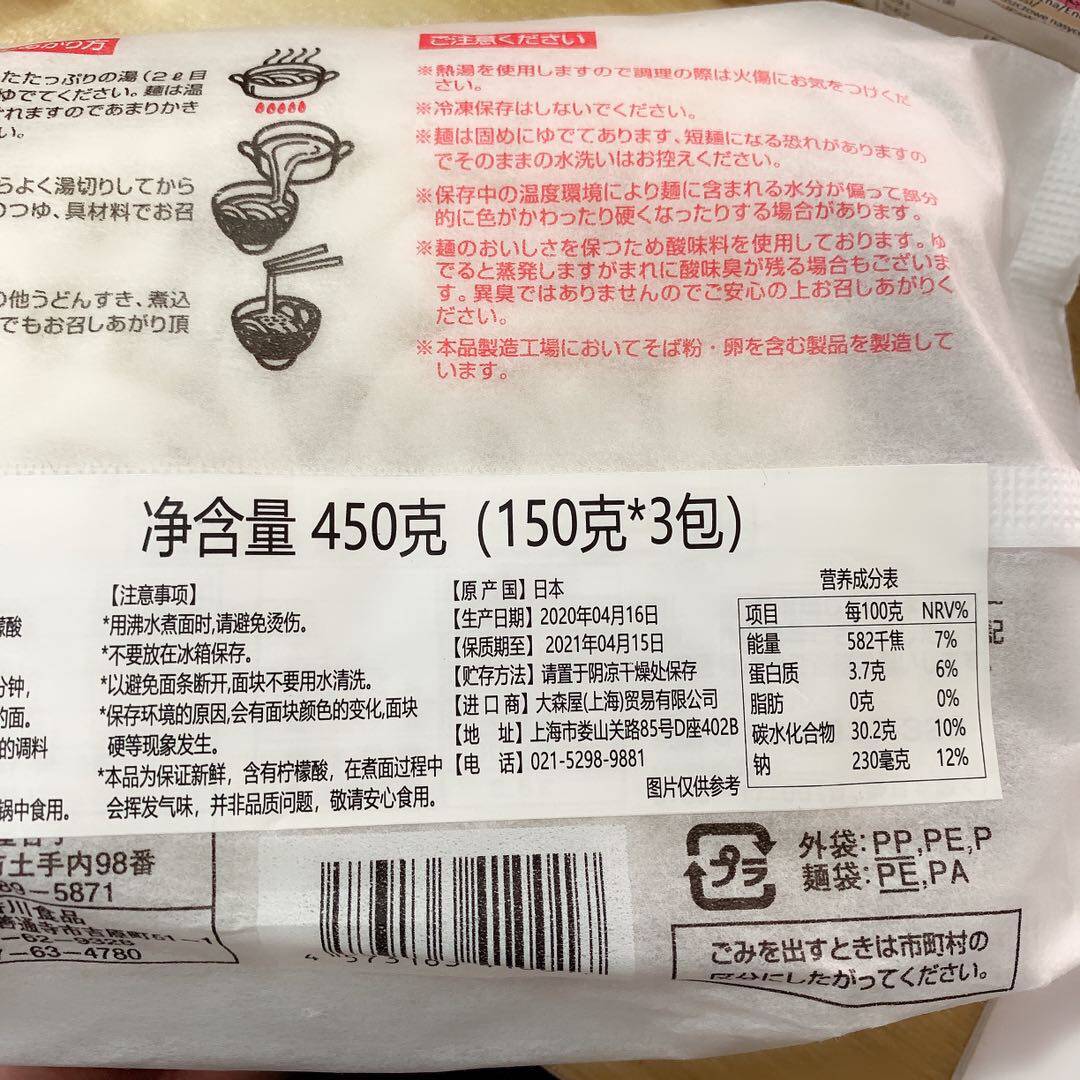 たたっぷりの湯(2ℓ目
ゆでてください。麺は温
れますのであまりかき
い。
らよく湯切りしてから
のつゆ、具材料でお召
の他うどんすき、煮込
でもお召しあがり頂
ご注意ください
※熱湯を使用しますので調理の際は火傷にお気をつけくだ
さい。
※冷凍保存はしないでください。
※麺は固めにゆでてあります、短麺になる恐れがありますの
でそのままの水洗いはお控えください。
※保存中の温度環境により麺に含まれる水分が偏って部分
的に色がかわったり硬くなったりする場合があります。
※麺のおいしさを保つため酸味料を使用しております。ゆ
でると蒸発しますがまれに酸味臭が残る場合もございま
す。異臭ではありませんのでご安心の上お召しあがりく
ださい。
※本品製造工場においてそば粉・卵を含む製品を製造して
います。
净含量 450克 (150克*3包)
酸
分钟,
的面。
的调料
锅中食用。
【注意事项】
*用沸水煮面时,请避免烫伤。
*不要放在冰箱保存。
*以避免面条断开,面块不要用水清洗。
*保存环境的原因,会有面块颜色的变化,面块
硬等现象发生。
*本品为保证新鲜，含有柠檬酸，在煮面过程中
会挥发气味，并非品质问题，敬请安心食用。
【原 产 国】日本
【生产日期】2020年04月16日
【保质期至】2021年04月15日
【贮存方法】请置于阴凉干燥处保存
【进 口 商】大森屋(上海)贸易有限公司
【地 址】上海市娄山关路85号D座402B
【电 话】021-5298-9881
图片仅供参考
营养成分表
项目 每100克 NRV%
能量 582千焦 7%
蛋白质 3.7克 6%
脂肪 0克 0%
碳水化合物 30.2克 10%
钠 230毫克 12%
記
土手内98番
89-5871
川食品
善通寺市吉原町51-1
-62-9328
7-63-4780
プラ
外袋:PP,PE,P
麺袋:PE,PA
ごみを出すときは市町村の
区分にしたがってください。